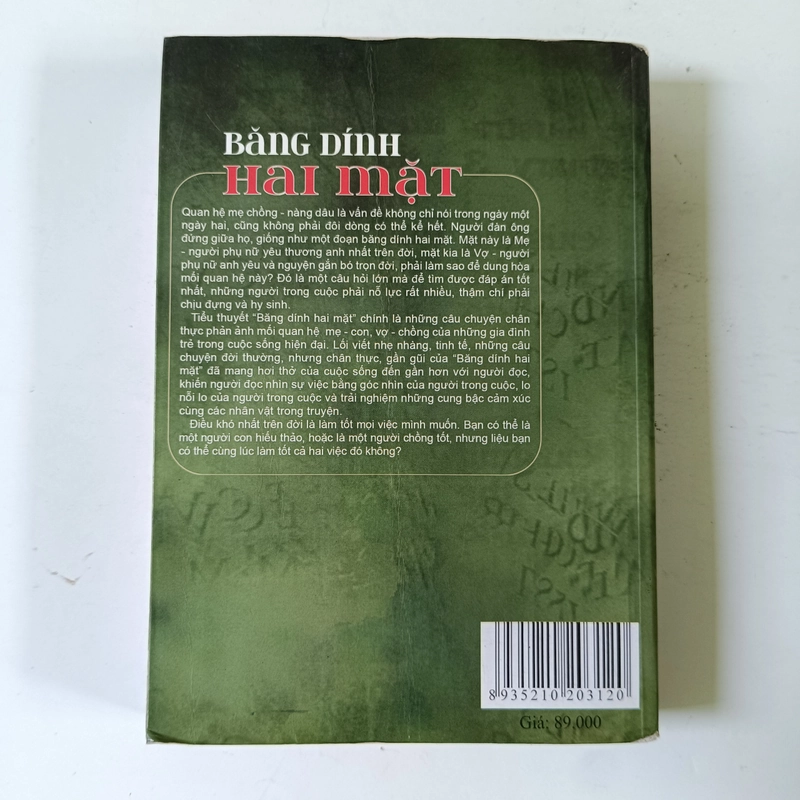 BĂNG DÍNH
HAI MẶT
Quan hệ mẹ chồng - nàng dâu là vấn đề không chỉ nói trong ngày một
ngày hai, cũng không phải đôi dòng có thể kể hết. Người đàn ông
đứng giữa họ, giống như một đoạn băng dính hai mặt. Mặt này là Mẹ
- người phụ nữ yêu thương anh nhất trên đời, mặt kia là Vợ - người
phụ nữ anh yêu và nguyện gắn bó trọn đời, phải làm sao để dung hòa
mối quan hệ này? Đó là một câu hỏi lớn mà để tìm được đáp án tốt
nhất, những người trong cuộc phải nỗ lực rất nhiều, thậm chí phải
chịu đựng và hy sinh.
Tiểu thuyết "Băng dính hai mặt" chính là những câu chuyện chân
thực phản ánh mối quan hệ mẹ - con, vợ - chồng của những gia đình
trẻ trong cuộc sống hiện đại. Lối viết nhẹ nhàng, tinh tế, những câu
chuyện đời thường, nhưng chân thực, gần gũi của "Băng dính hai
mặt" đã mang hơi thở của cuộc sống đến gần hơn với người đọc,
khiến người đọc nhìn sự việc bằng góc nhìn của người trong cuộc, lo
nỗi lo của người trong cuộc và trải nghiệm những cung bậc cảm xúc
cùng các nhân vật trong truyện.
Điều khó nhất trên đời là làm tốt mọi việc mình muốn. Bạn có thể là
một người con hiếu thảo, hoặc là một người chồng tốt, nhưng liệu bạn
có thể cùng lúc làm tốt cả hai việc đó không?
8 935210 203120
Giá: 89.000